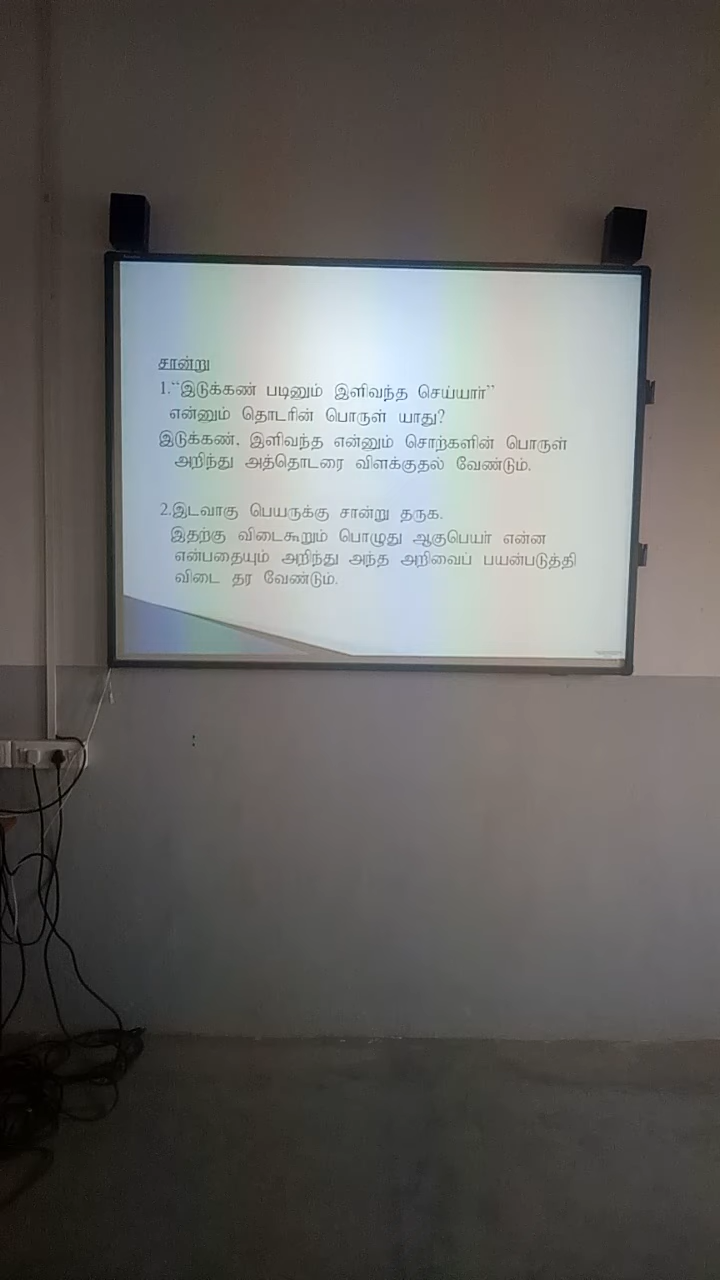 சான்று
1.“இடுக்கண் படினும் இளிவந்த செய்யார்”
என்னும் தொடரின் பொருள் யாது?
இடுக்கண், இளிவந்த என்னும் சொற்களின் பொருள்
அறிந்து அத்தொடரை விளக்குதல் வேண்டும்.
2.இடவாகு பெயருக்கு சான்று தருக.
இதற்கு விடைகூறும் பொழுது ஆகுபெயர் என்ன
என்பதையும் அறிந்து அந்த அறிவைப் பயன்படுத்தி
விடை தர வேண்டும்.